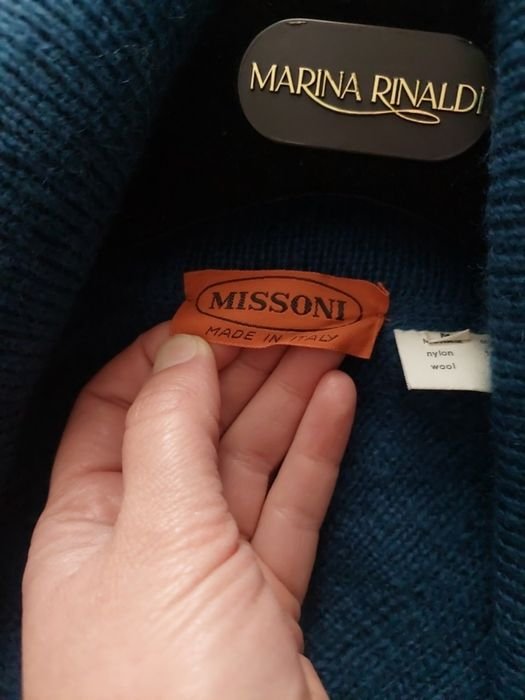 MARINA RINALDI
MISSONI
MADE IN ITALY
nylon
wool